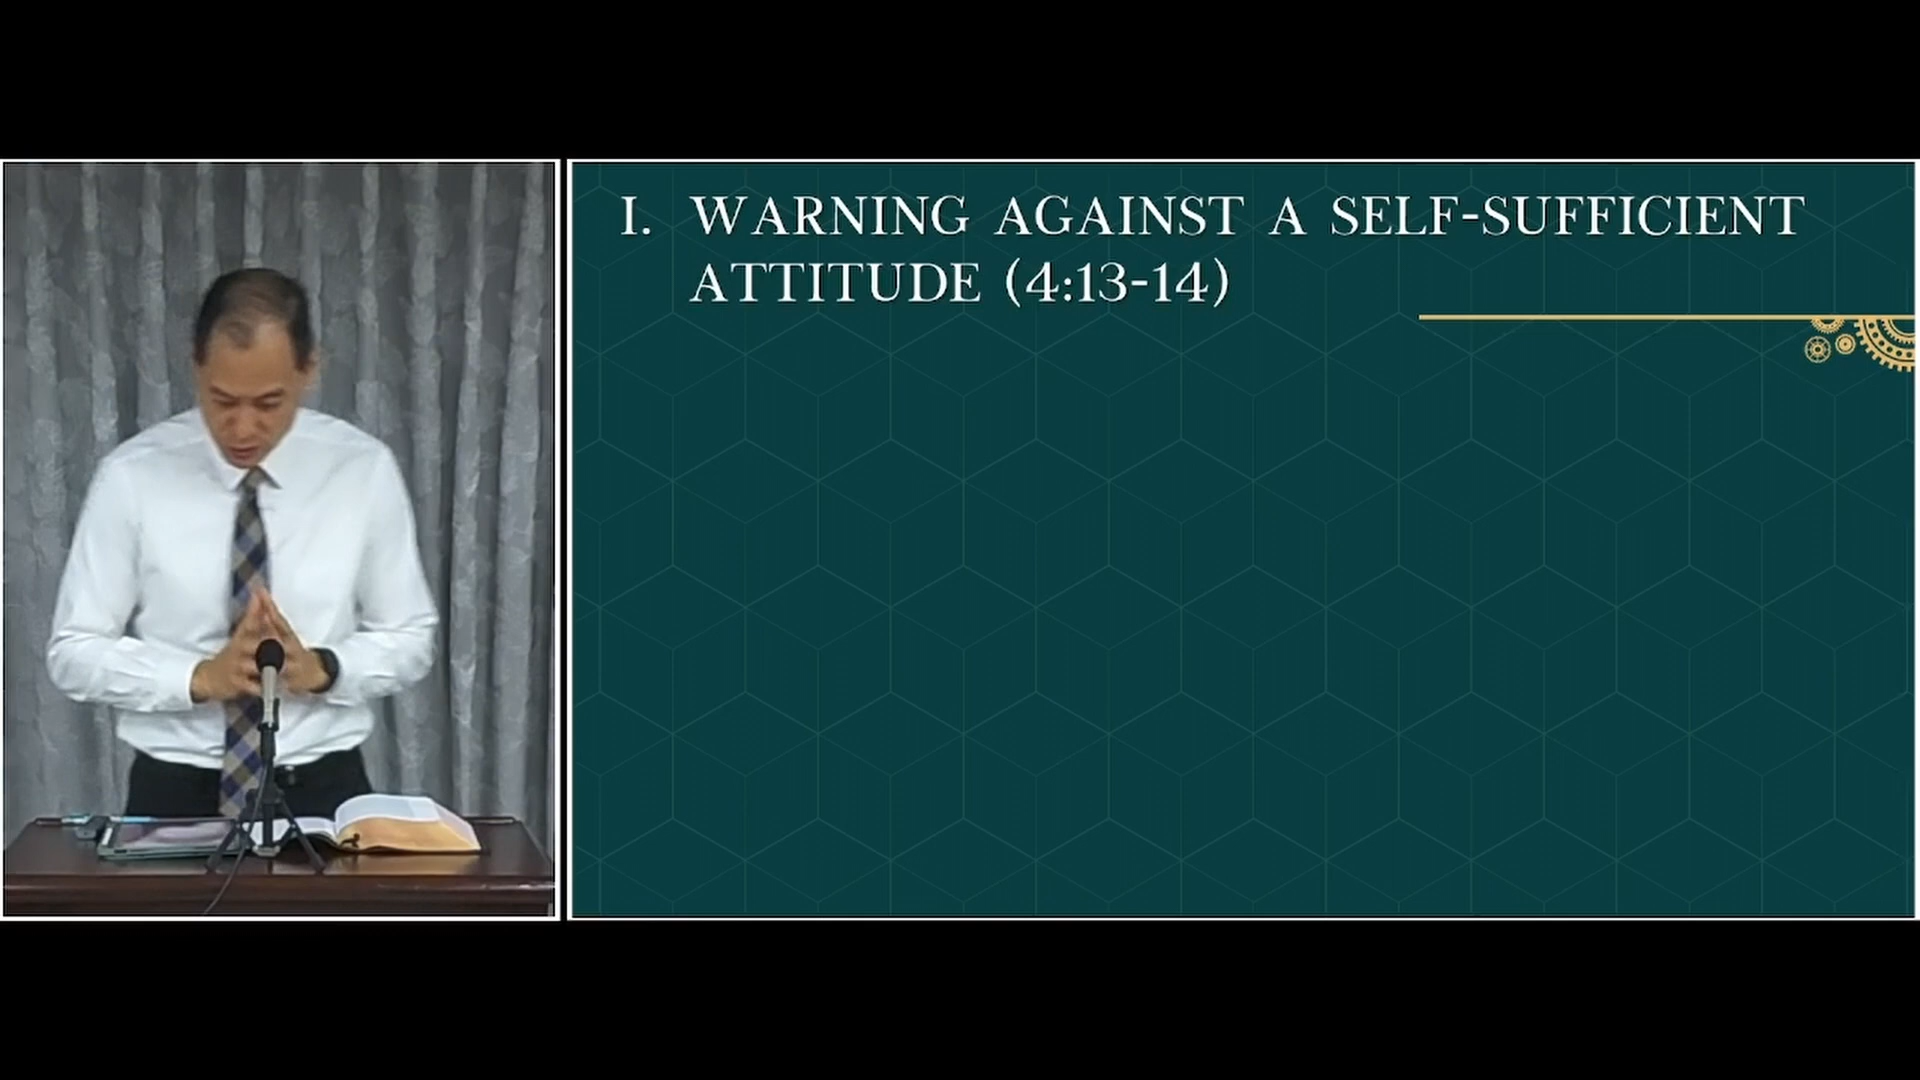 I. WARNING AGAINST A SELF-SUFFICIENT
ATTITUDE (4:13-14)